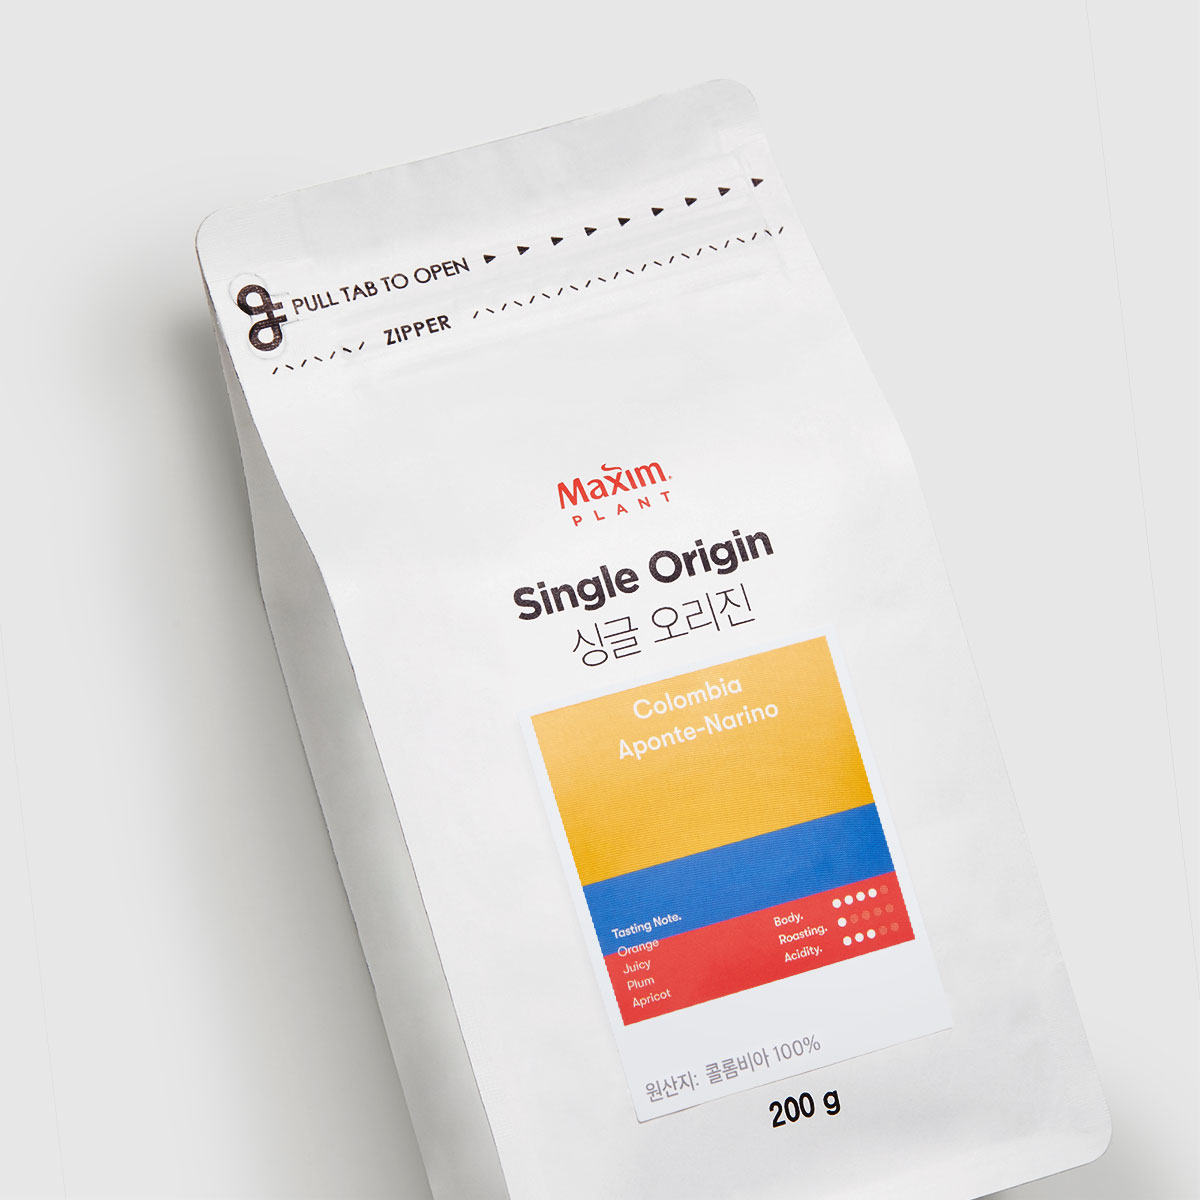 PULL TAB TO OPEN
ZIPPER
Maxim
PLANT
Single Origin
싱글 오리진
Colombia
Aponte-Narino
Tasting Note.
Orange
Juicy
Plum
Apricot
Body.
Roasting.
Acidity.
원산지: 콜롬비아 100%
200 g